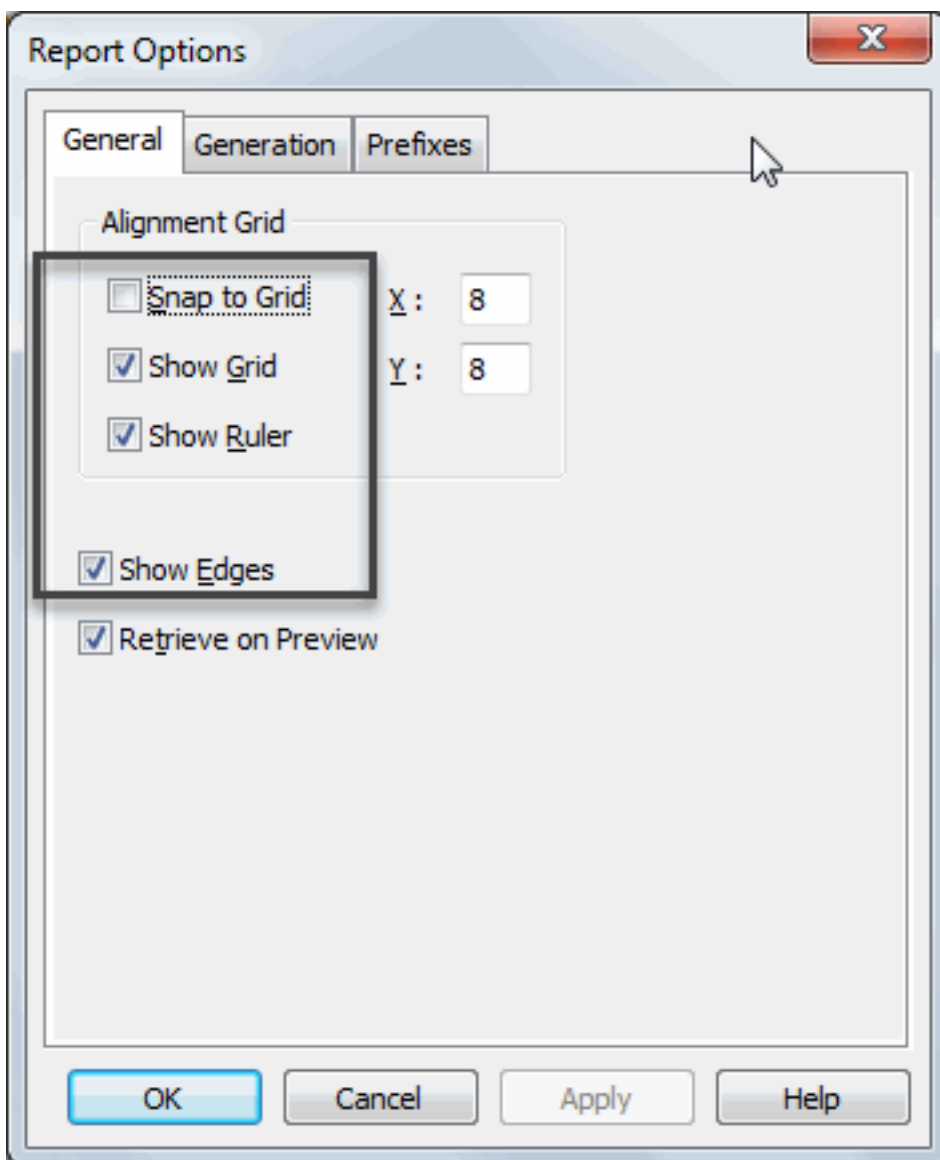 Report Options
General Generation Prefixes
Alignment Grid
Snap to Grid X : 8
Show Grid Y : 8
Show Ruler
Show Edges
Retrieve on Preview
OK Cancel Apply Help